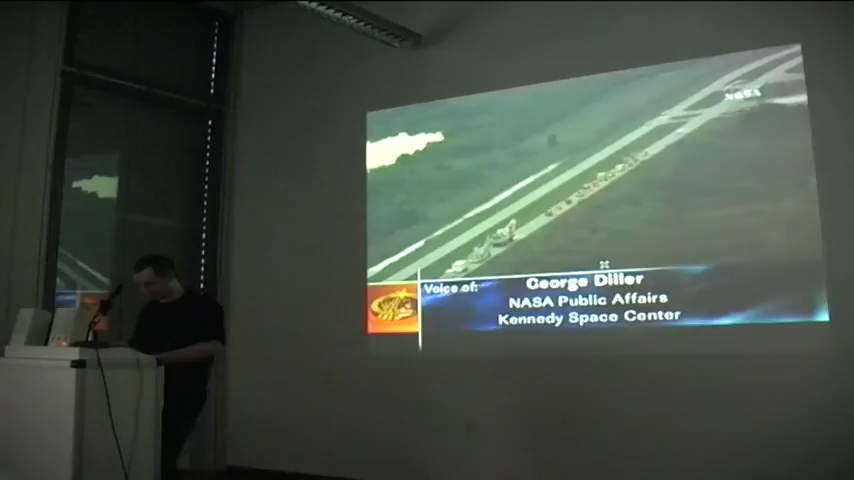 NASA
Voice of:
George Diller
NASA Public Affairs
Kennedy Space Center